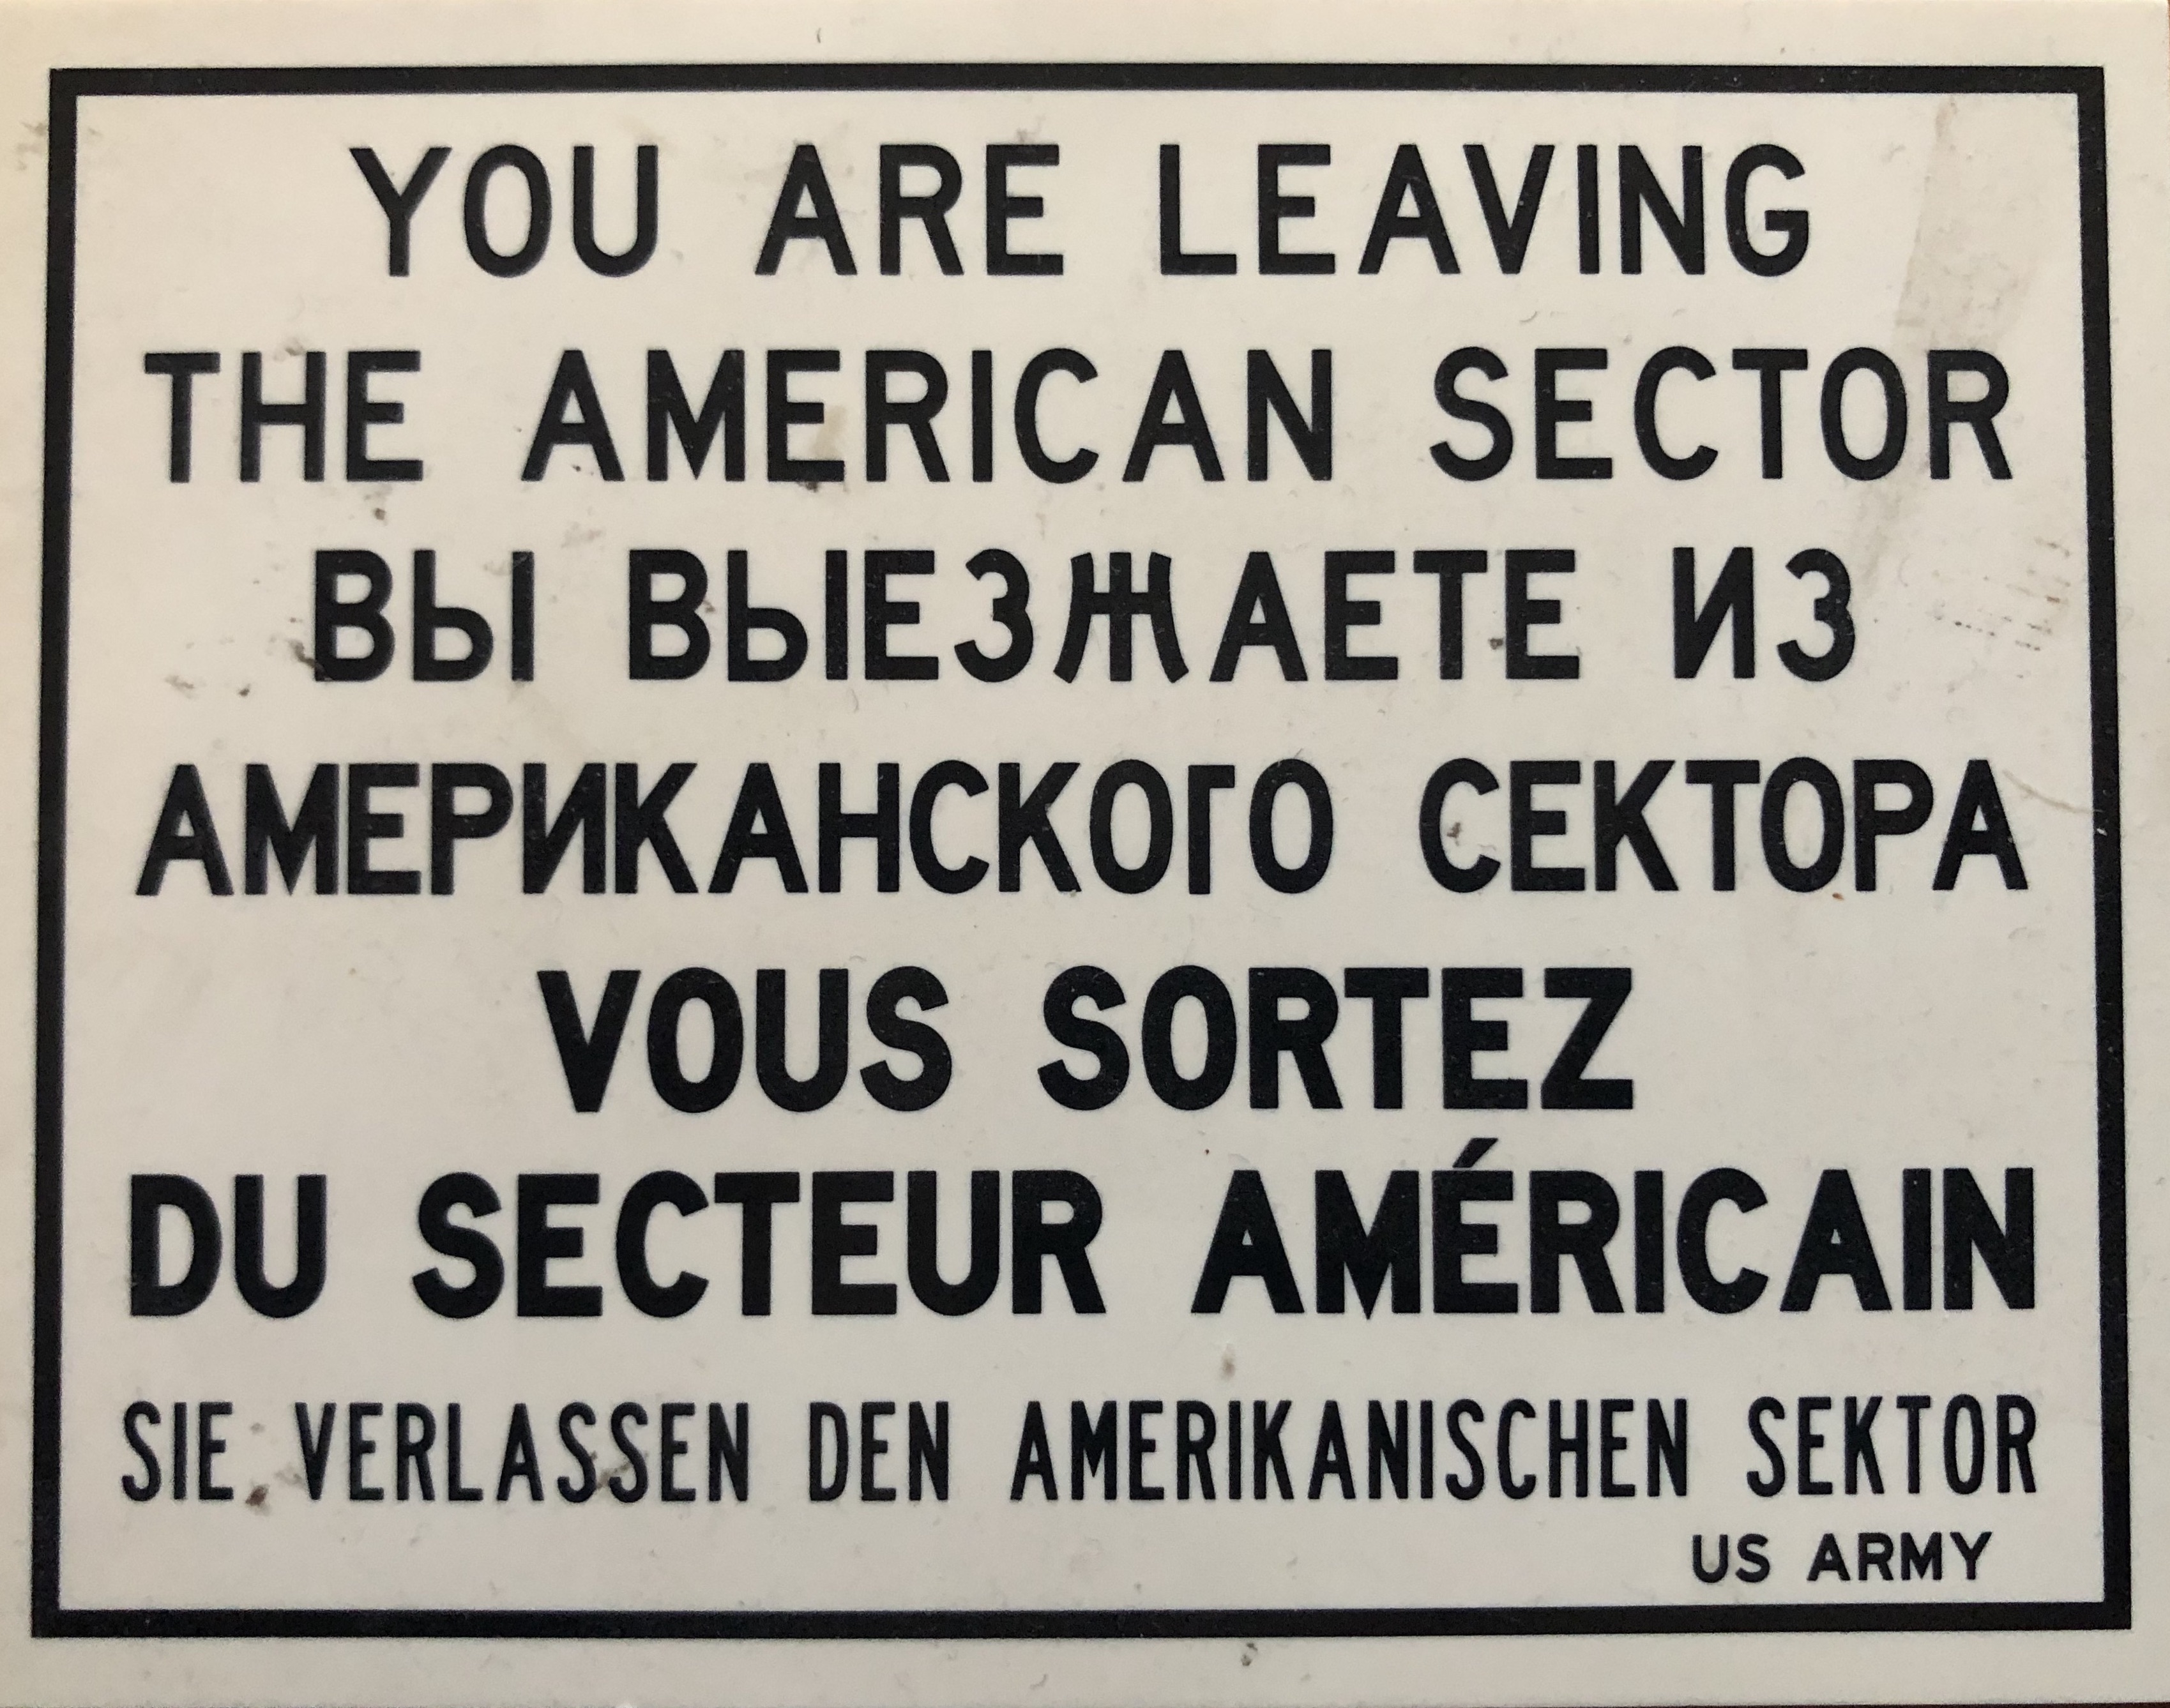 YOU ARE LEAVING
THE AMERICAN SECTOR
ВЫ ВЫЕЗЖАЕТЕ ИЗ
АМЕРИКАНСКОГО СЕКТОРА
VOUS SORTEZ
DU SECTEUR AMÉRICAIN
SIE VERLASSEN DEN AMERIKANISCHEN SEKTOR
US ARMY